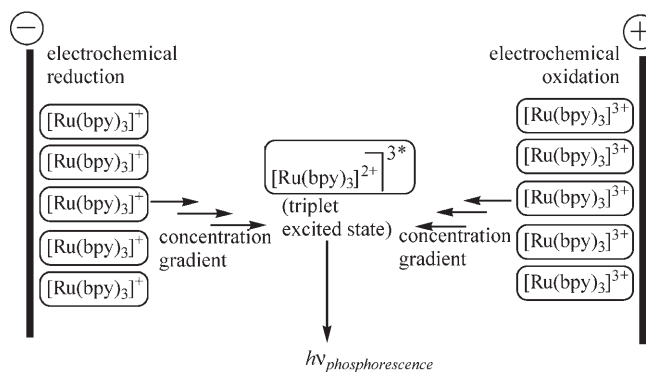 −
electrochemical
reduction
[Ru(bpy)₃]⁺
[Ru(bpy)₃]⁺
[Ru(bpy)₃]⁺
[Ru(bpy)₃]⁺
[Ru(bpy)₃]⁺
concentration
gradient
[Ru(bpy)₃]²⁺ ³*
(triplet
excited state)
hνphosphorescence
concentration
gradient
+
electrochemical
oxidation
[Ru(bpy)₃]³⁺
[Ru(bpy)₃]³⁺
[Ru(bpy)₃]³⁺
[Ru(bpy)₃]³⁺
[Ru(bpy)₃]³⁺